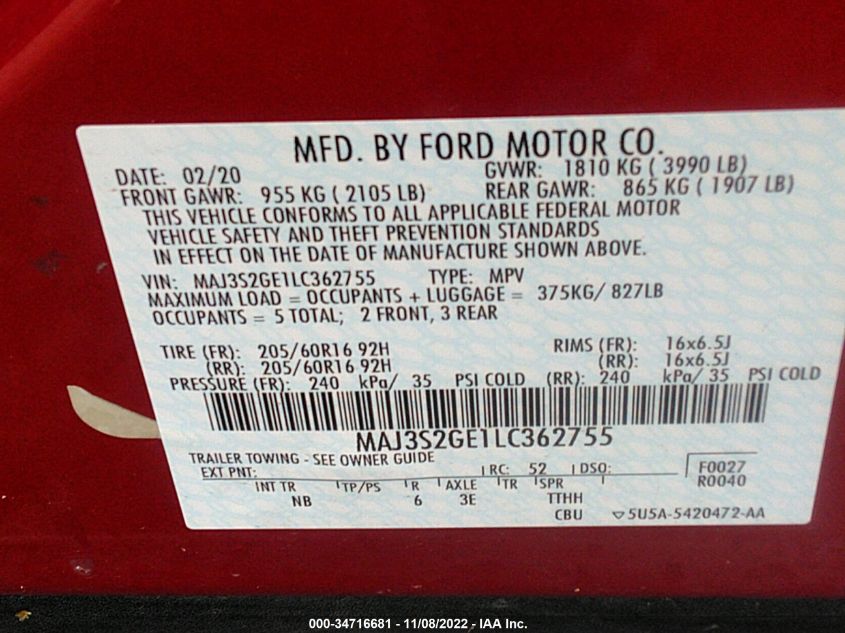 MFD. BY FORD MOTOR CO.
DATE: 02/20 GVWR: 1810 KG ( 3990 LB)
FRONT GAWR: 955 KG ( 2105 LB) REAR GAWR: 865 KG ( 1907 LB)
THIS VEHICLE CONFORMS TO ALL APPLICABLE FEDERAL MOTOR
VEHICLE SAFETY AND THEFT PREVENTION STANDARDS
IN EFFECT ON THE DATE OF MANUFACTURE SHOWN ABOVE.
VIN: MAJ3S2GE1LC362755 TYPE: MPV
MAXIMUM LOAD = OCCUPANTS + LUGGAGE = 375KG/ 827LB
OCCUPANTS = 5 TOTAL; 2 FRONT, 3 REAR
TIRE (FR): 205/60R16 92H RIMS (FR): 16x6.5J
(RR): 205/60R16 92H (RR): 16x6.5J
PRESSURE (FR): 240 kPa/ 35 PSI COLD (RR): 240 kPa/ 35 PSI COLD
MAJ3S2GE1LC362755
TRAILER TOWING - SEE OWNER GUIDE
EXT PNT: RC: 52 DSO: F0027
R0040
INT TR TP/PS R AXLE TR SPR
NB 6 3E TTHH
CBU ▽5U5A-5420472-AA
000-34716681 - 11/08/2022 - IAA Inc.